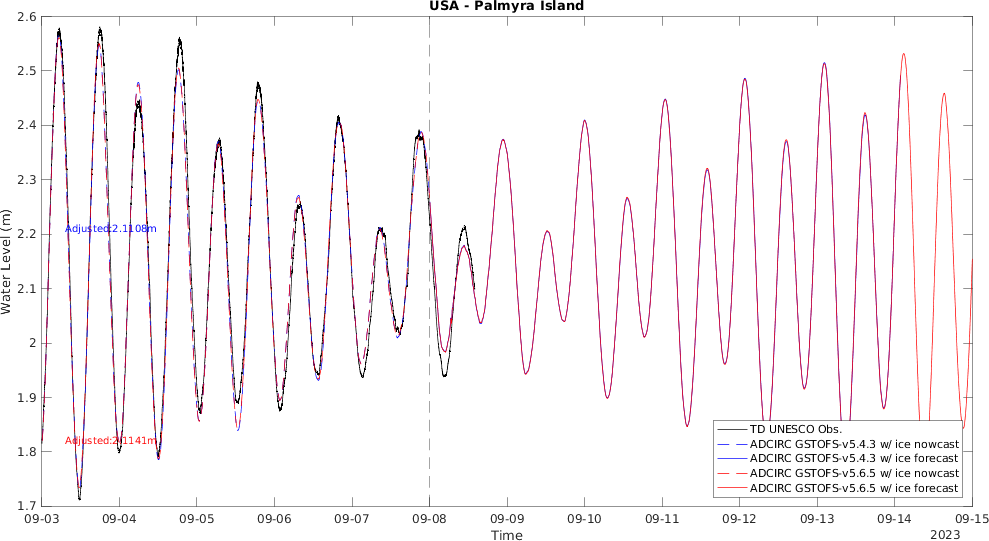 USA - Palmyra Island
2.6
2.5
2.4
2.3
2.2
2.1
2
1.9
1.8
1.7
Water Level (m)
Adjusted:2.1108m
Adjusted:2.1141m
TD UNESCO Obs.
ADCIRC GSTOFS-v5.4.3 w/ ice nowcast
ADCIRC GSTOFS-v5.4.3 w/ ice forecast
ADCIRC GSTOFS-v5.6.5 w/ ice nowcast
ADCIRC GSTOFS-v5.6.5 w/ ice forecast
09-03 09-04 09-05 09-06 09-07 09-08 09-09 09-10 09-11 09-12 09-13 09-14 09-15
Time
2023